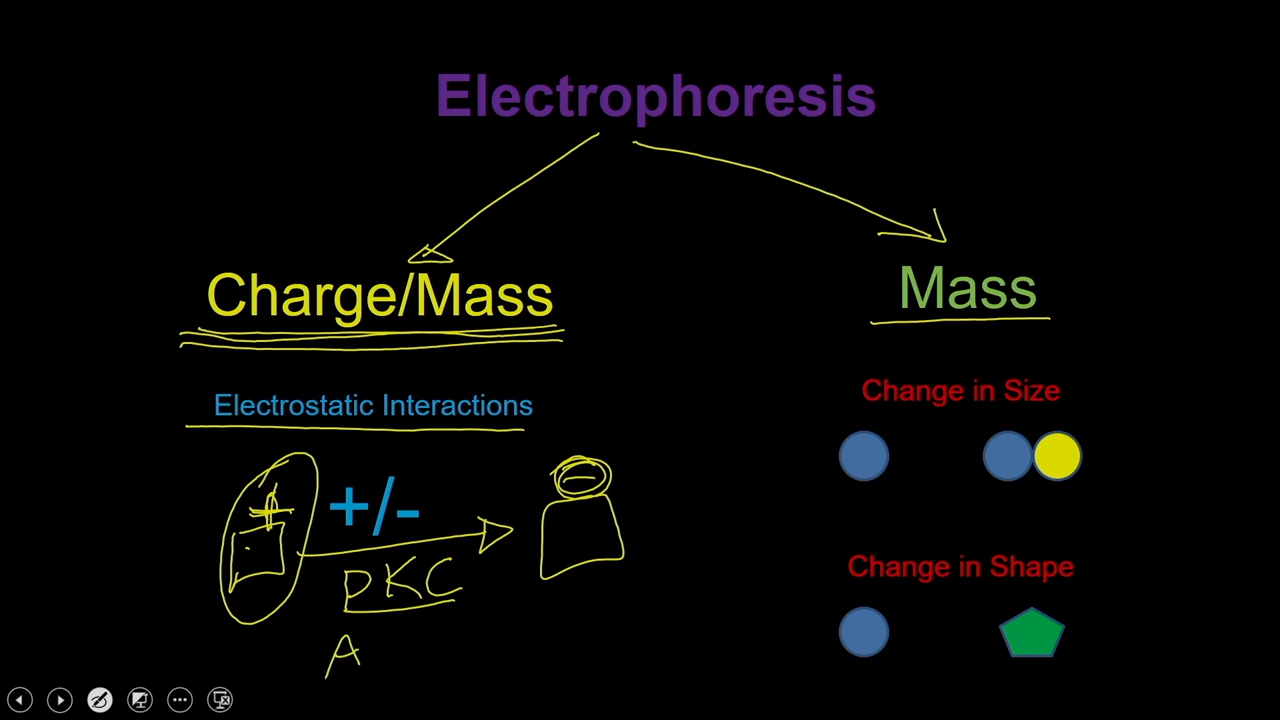 Electrophoresis
Charge/Mass
Mass
Electrostatic Interactions
Change in Size
+
+/-
−
PKC
Change in Shape
A